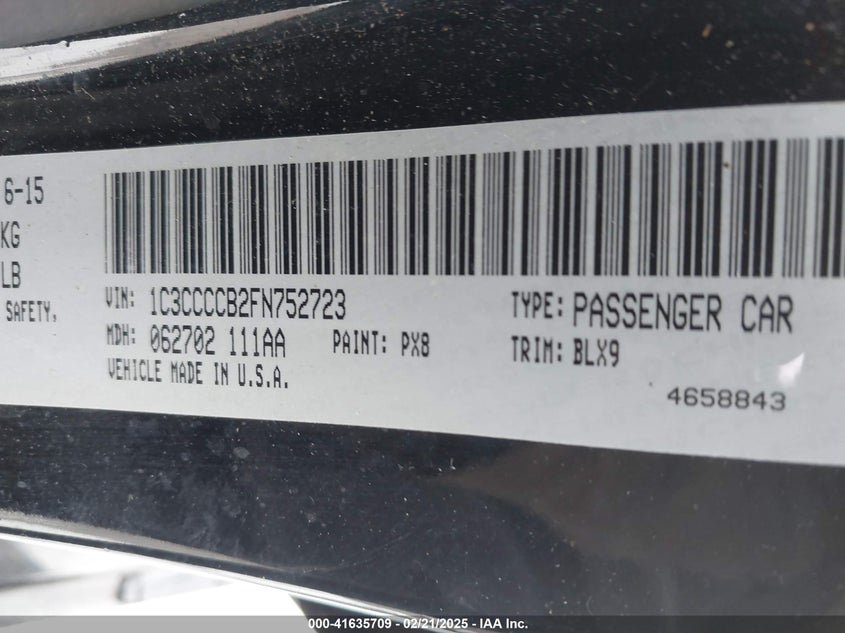 6-15
KG
LB
SAFETY,
VIN: 1C3CCCCB2FN752723 TYPE: PASSENGER CAR
MDH: 062702 111AA PAINT: PX8 TRIM: BLX9
VEHICLE MADE IN U.S.A.
4658843
000-41635709 - 02/21/2025 - IAA Inc.